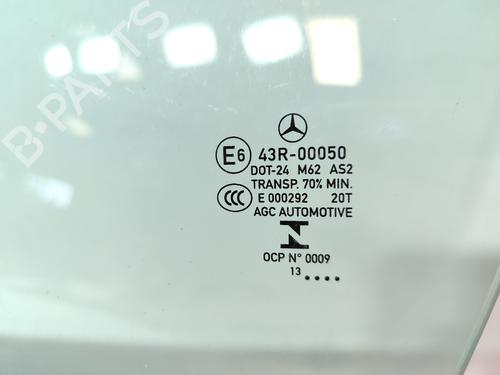 B-PARTS
E6 43R-00050
DOT-24 M62 AS2
TRANSP. 70% MIN.
CCC E 000292 20T
AGC AUTOMOTIVE
N
OCP N° 0009
13 ....